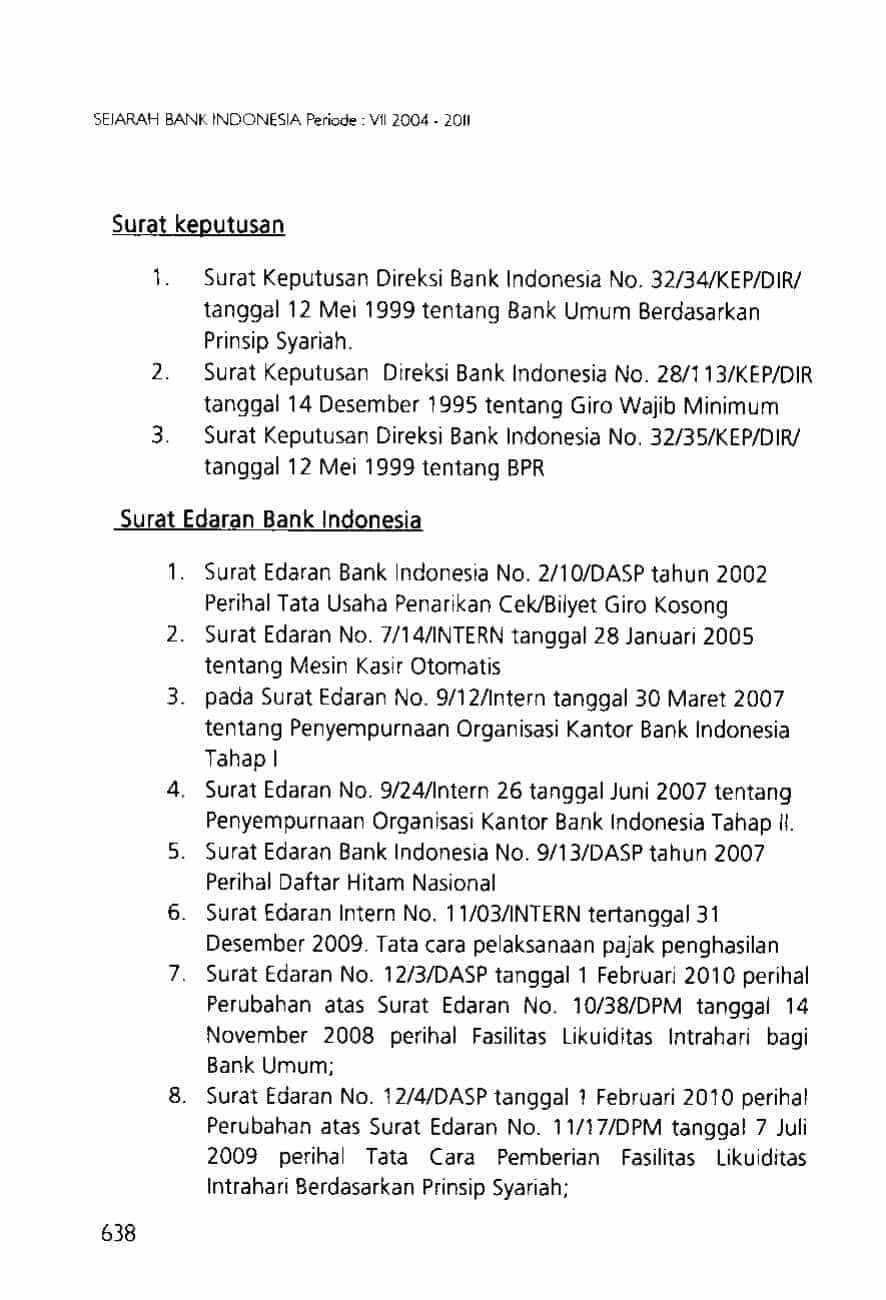 SEJARAH BANK INDONESIA Periode : VII 2004 - 2011
Surat keputusan
1. Surat Keputusan Direksi Bank Indonesia No. 32/34/KEP/DIR/
tanggal 12 Mei 1999 tentang Bank Umum Berdasarkan
Prinsip Syariah.
2. Surat Keputusan Direksi Bank Indonesia No. 28/113/KEP/DIR
tanggal 14 Desember 1995 tentang Giro Wajib Minimum
3. Surat Keputusan Direksi Bank Indonesia No. 32/35/KEP/DIR/
tanggal 12 Mei 1999 tentang BPR
Surat Edaran Bank Indonesia
1. Surat Edaran Bank Indonesia No. 2/10/DASP tahun 2002
Perihal Tata Usaha Penarikan Cek/Bilyet Giro Kosong
2. Surat Edaran No. 7/14/INTERN tanggal 28 Januari 2005
tentang Mesin Kasir Otomatis
3. pada Surat Edaran No. 9/12/Intern tanggal 30 Maret 2007
tentang Penyempurnaan Organisasi Kantor Bank Indonesia
Tahap I
4. Surat Edaran No. 9/24/Intern 26 tanggal Juni 2007 tentang
Penyempurnaan Organisasi Kantor Bank Indonesia Tahap II.
5. Surat Edaran Bank Indonesia No. 9/13/DASP tahun 2007
Perihal Daftar Hitam Nasional
6. Surat Edaran Intern No. 11/03/INTERN tertanggal 31
Desember 2009. Tata cara pelaksanaan pajak penghasilan
7. Surat Edaran No. 12/3/DASP tanggal 1 Februari 2010 perihal
Perubahan atas Surat Edaran No. 10/38/DPM tanggal 14
November 2008 perihal Fasilitas Likuiditas Intrahari bagi
Bank Umum;
8. Surat Edaran No. 12/4/DASP tanggal 1 Februari 2010 perihal
Perubahan atas Surat Edaran No. 11/17/DPM tanggal 7 Juli
2009 perihal Tata Cara Pemberian Fasilitas Likuiditas
Intrahari Berdasarkan Prinsip Syariah;
638